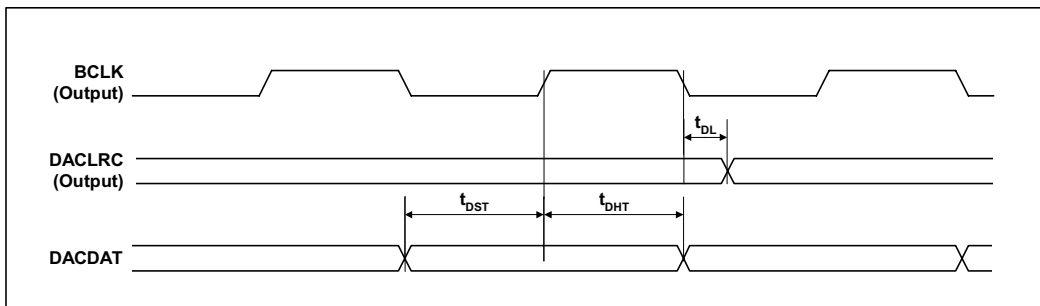 BCLK
(Output)
t_DL
DACLRC
(Output)
t_DST
t_DHT
DACDAT